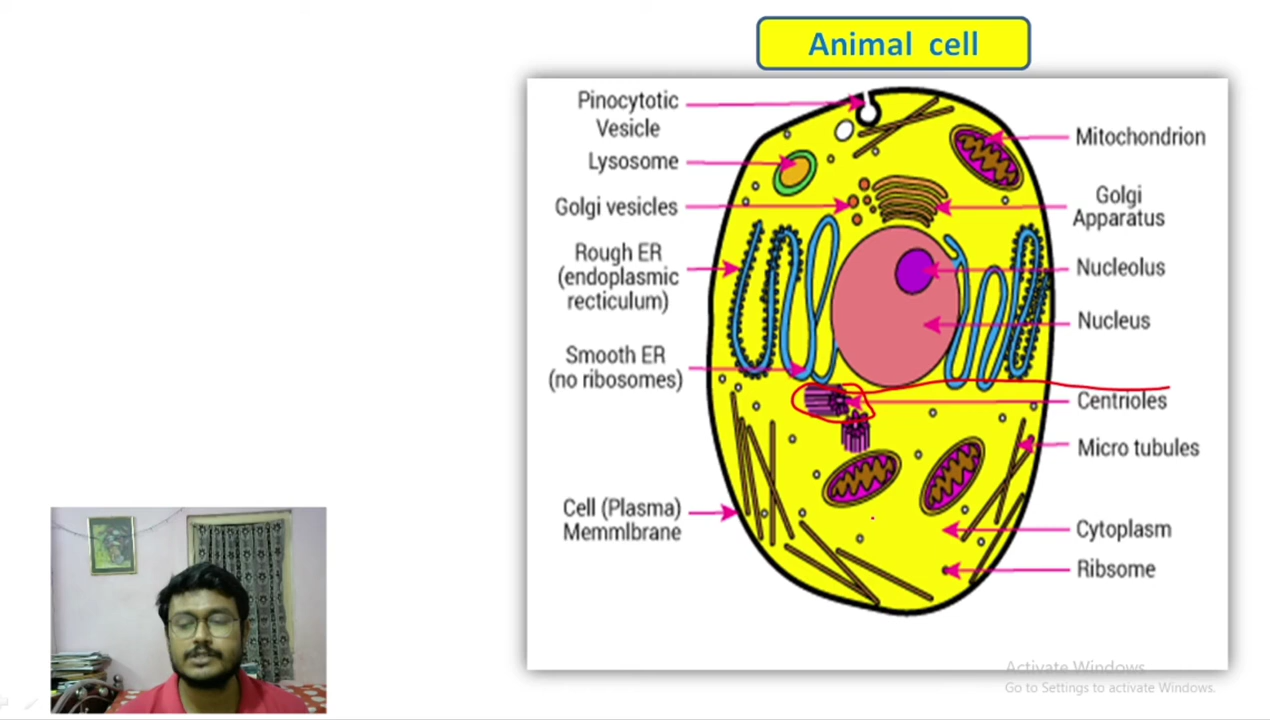 Animal cell
Pinocytotic
Vesicle
Lysosome
Golgi vesicles
Rough ER
(endoplasmic
recticulum)
Smooth ER
(no ribosomes)
Cell (Plasma)
Memmlbrane
Mitochondrion
Golgi
Apparatus
Nucleolus
Nucleus
Centrioles
Micro tubules
Cytoplasm
Ribsome
Activate Windows
Go to Settings to activate Windows.